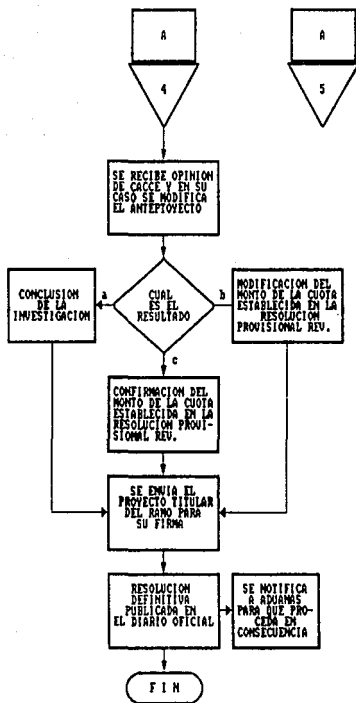 A
A
4
5
SE RECIBE OPINION
DE CACCE Y EN SU
CASO SE MODIFICA
EL ANTEPTOYECTO
CONCLUSION
DE LA
INVESTIGACION
a
CUAL
ES EL
RESULTADO
b
MODIFICACION DEL
MONTO DE LA CUOTA
ESTABLECIDA EN LA
RESOLUCION
PROVISIONAL REV.
c
CONFIRMACION DEL
MONTO DE LA CUOTA
ESTABLECIDA EN LA
RESOLUCION PROVI-
SIONAL REV.
SE ENVIA EL
PROYECTO TITULAR
DEL RAMO PARA
SU FIRMA
RESOLUCION
DEFINITIVA
PUBLICADA EN
EL DIARIO OFICIAL
SE NOTIFICA
A ADUANAS
PARA QUE PRO-
CEDA EN
CONSECUENCIA
F I N